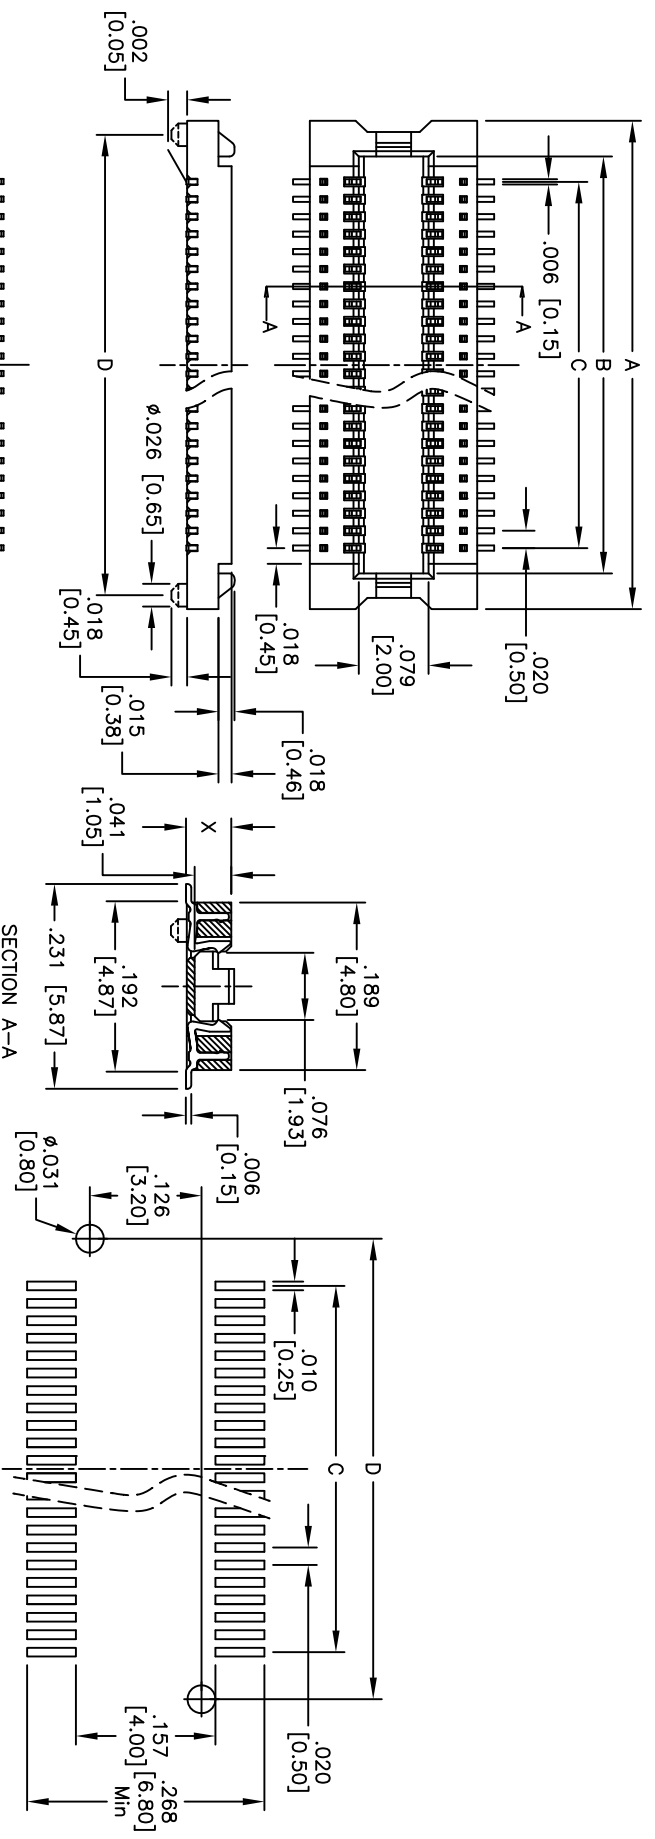 A
B
C
.006 [0.15]
.020
[0.50]
A
A
.079
[2.00]
.018
[0.45]
.002
[0.05]
D
ø.026 [0.65]
.018
[0.45]
.015
[0.38]
.018
[0.46]
.041
[1.05]
X
.189
[4.80]
.076
[1.93]
.006
[0.15]
.192
[4.87]
.231 [5.87]
SECTION A-A
D
C
.010
[0.25]
.020
[0.50]
.126
[3.20]
ø.031
[0.80]
.157
[4.00]
.268
[6.80]
Min